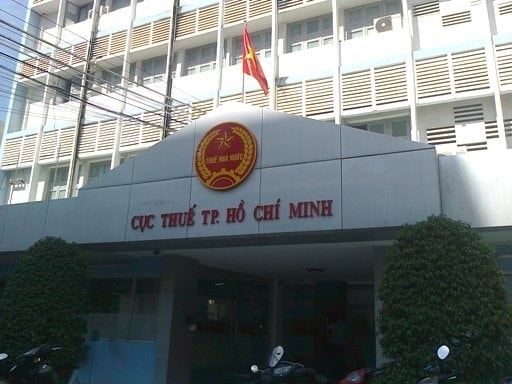 THUẾ NHÀ NƯỚC
CỤC THUẾ TP. HỒ CHÍ MINH